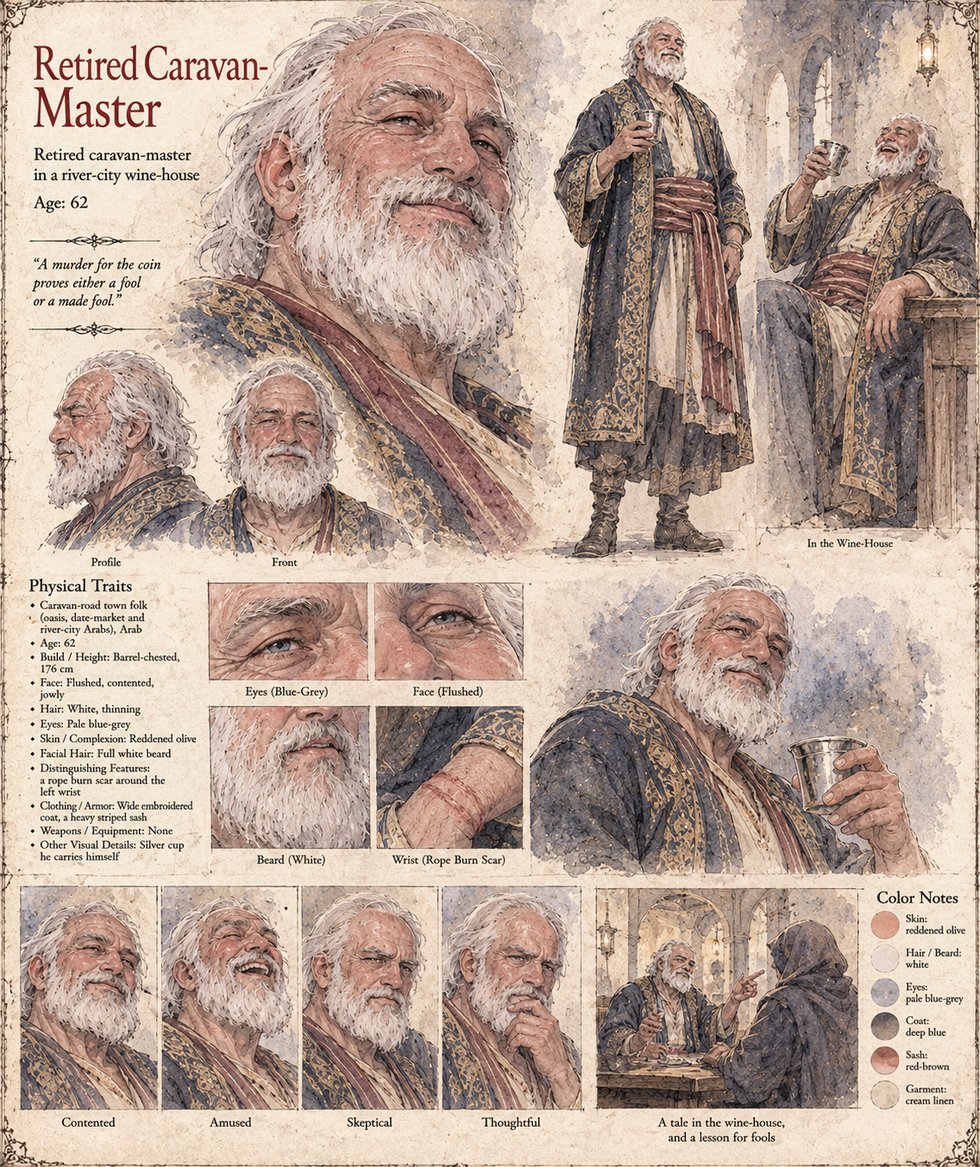 Retired Caravan-
Master
Retired caravan-master
in a river-city wine-house
Age: 62
“A murder for the coin
proves either a fool
or a made fool.”
Profile
Front
In the Wine-House
Physical Traits
• Caravan-road town folk
(oasis, date-market and
river-city Arabs), Arab
• Age: 62
• Build / Height: Barrel-chested,
176 cm
• Face: Flushed, contented,
jowly
• Hair: White, thinning
• Eyes: Pale blue-grey
• Skin / Complexion: Reddened olive
• Facial Hair: Full white beard
• Distinguishing Features:
a rope burn scar around the
left wrist
• Clothing / Armor: Wide embroidered
coat, a heavy striped sash
• Weapons / Equipment: None
• Other Visual Details: Silver cup
he carries himself
Eyes (Blue-Grey)
Face (Flushed)
Beard (White)
Wrist (Rope Burn Scar)
Contented
Amused
Skeptical
Thoughtful
A tale in the wine-house,
and a lesson for fools
Color Notes
Skin:
reddened olive
Hair / Beard:
white
Eyes:
pale blue-grey
Coat:
deep blue
Sash:
red-brown
Garment:
cream linen